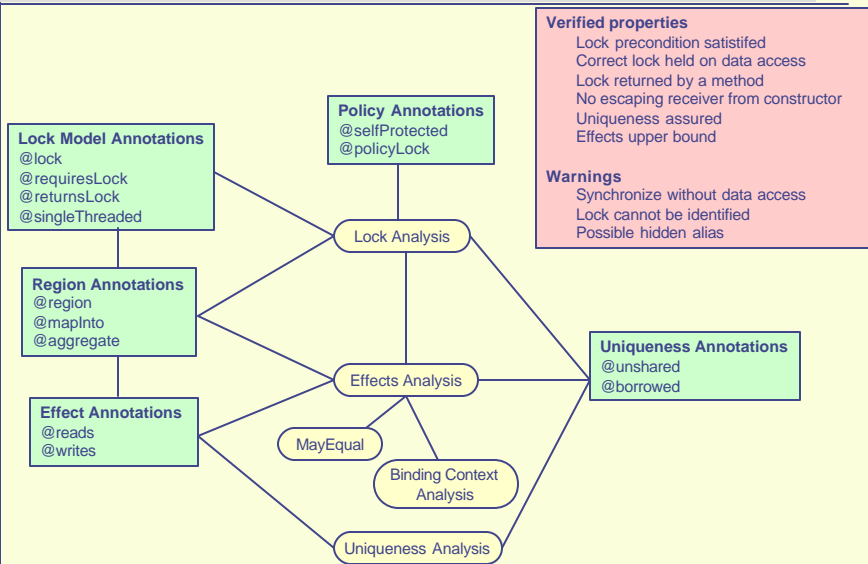 Verified properties
Lock precondition satistifed
Correct lock held on data access
Lock returned by a method
No escaping receiver from constructor
Uniqueness assured
Effects upper bound
Warnings
Synchronize without data access
Lock cannot be identified
Possible hidden alias
Policy Annotations
@selfProtected
@policyLock
Lock Model Annotations
@lock
@requiresLock
@returnsLock
@singleThreaded
Lock Analysis
Region Annotations
@region
@mapInto
@aggregate
Uniqueness Annotations
@unshared
@borrowed
Effects Analysis
Effect Annotations
@reads
@writes
MayEqual
Binding Context
Analysis
Uniqueness Analysis